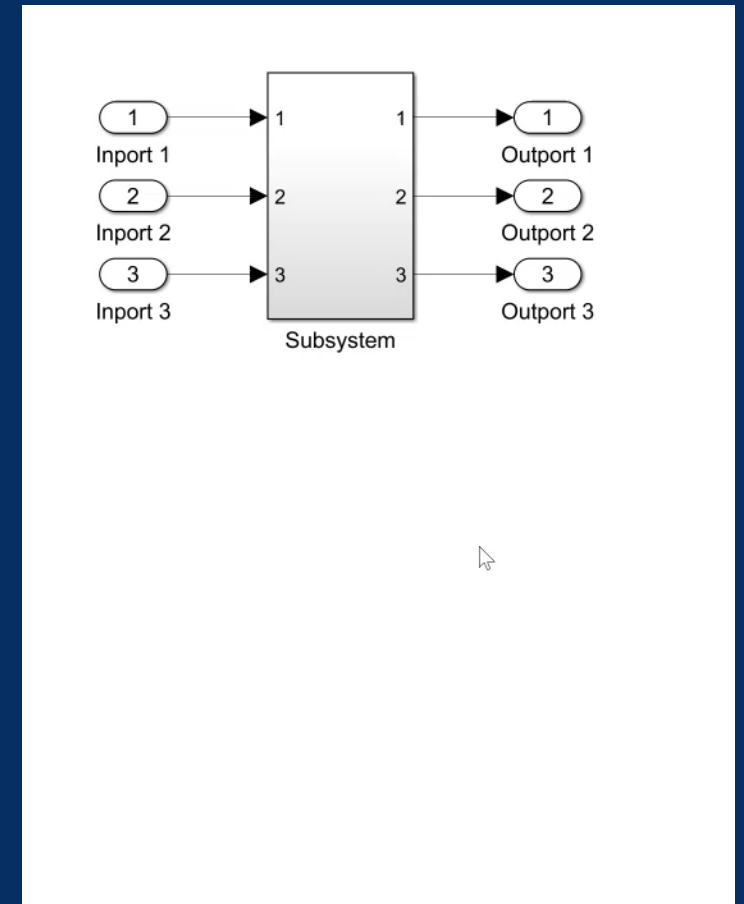 1 1 1 1
Inport 1 Outport 1
2 2 2 2
Inport 2 Outport 2
3 3 3 3
Inport 3 Outport 3
Subsystem